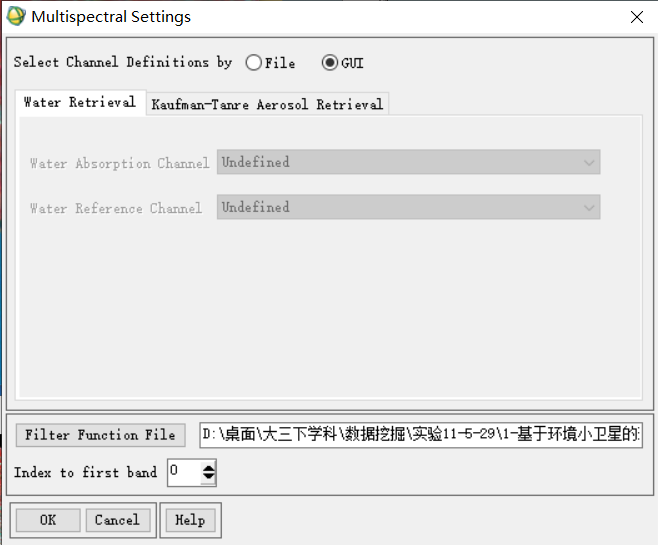 Multispectral Settings
Select Channel Definitions by File GUI
Water Retrieval Kaufman-Tanre Aerosol Retrieval
Water Absorption Channel Undefined
Water Reference Channel Undefined
Filter Function File D:\桌面\大三下学科\数据挖掘\实验11-5-29\1-基于环境小卫星的
Index to first band 0
OK Cancel Help